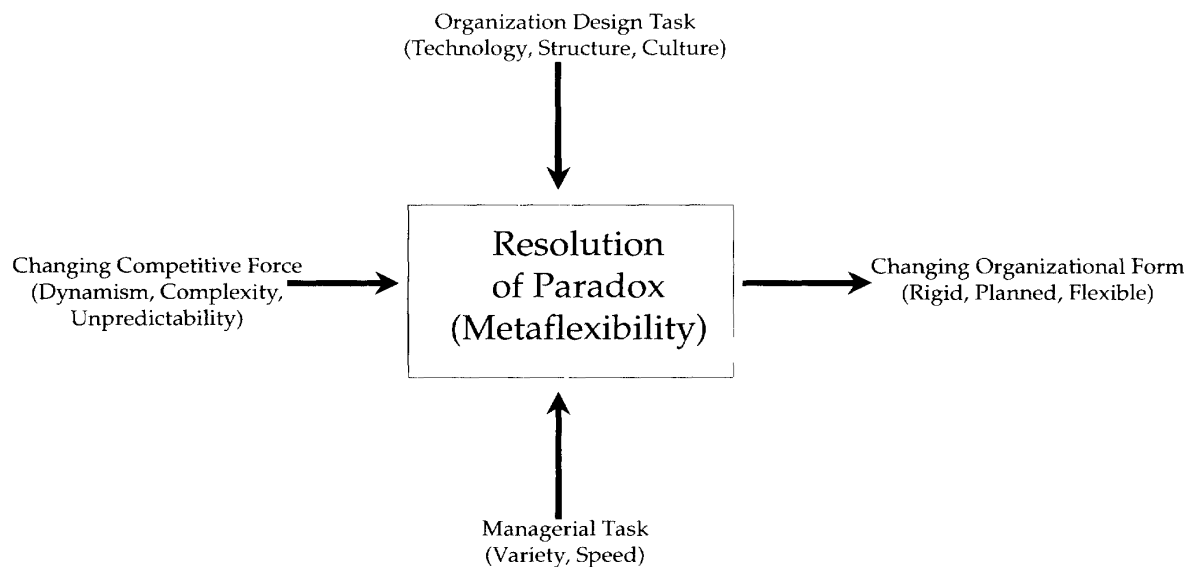 Organization Design Task
(Technology, Structure, Culture)
Changing Competitive Force
(Dynamism, Complexity,
Unpredictability)
Resolution
of Paradox
(Metaflexibility)
Changing Organizational Form
(Rigid, Planned, Flexible)
Managerial Task
(Variety, Speed)